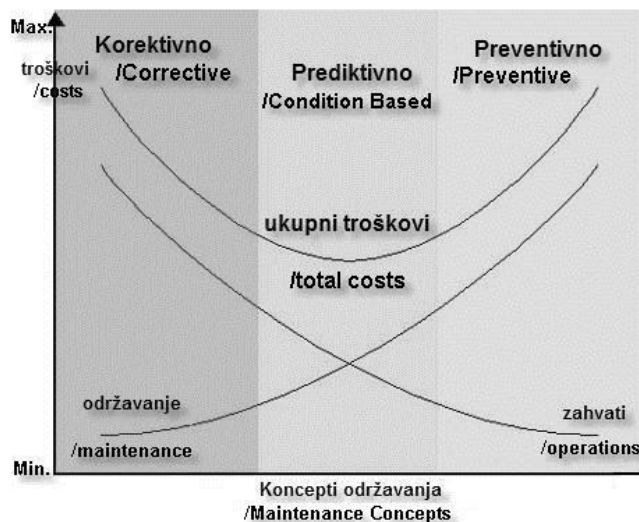 Max.
troškovi
/costs
Korektivno
/Corrective
Prediktivno
/Condition Based
Preventivno
/Preventive
ukupni troškovi
/total costs
održavanje
/maintenance
zahvati
/operations
Min.
Koncepti održavanja
/Maintenance Concepts